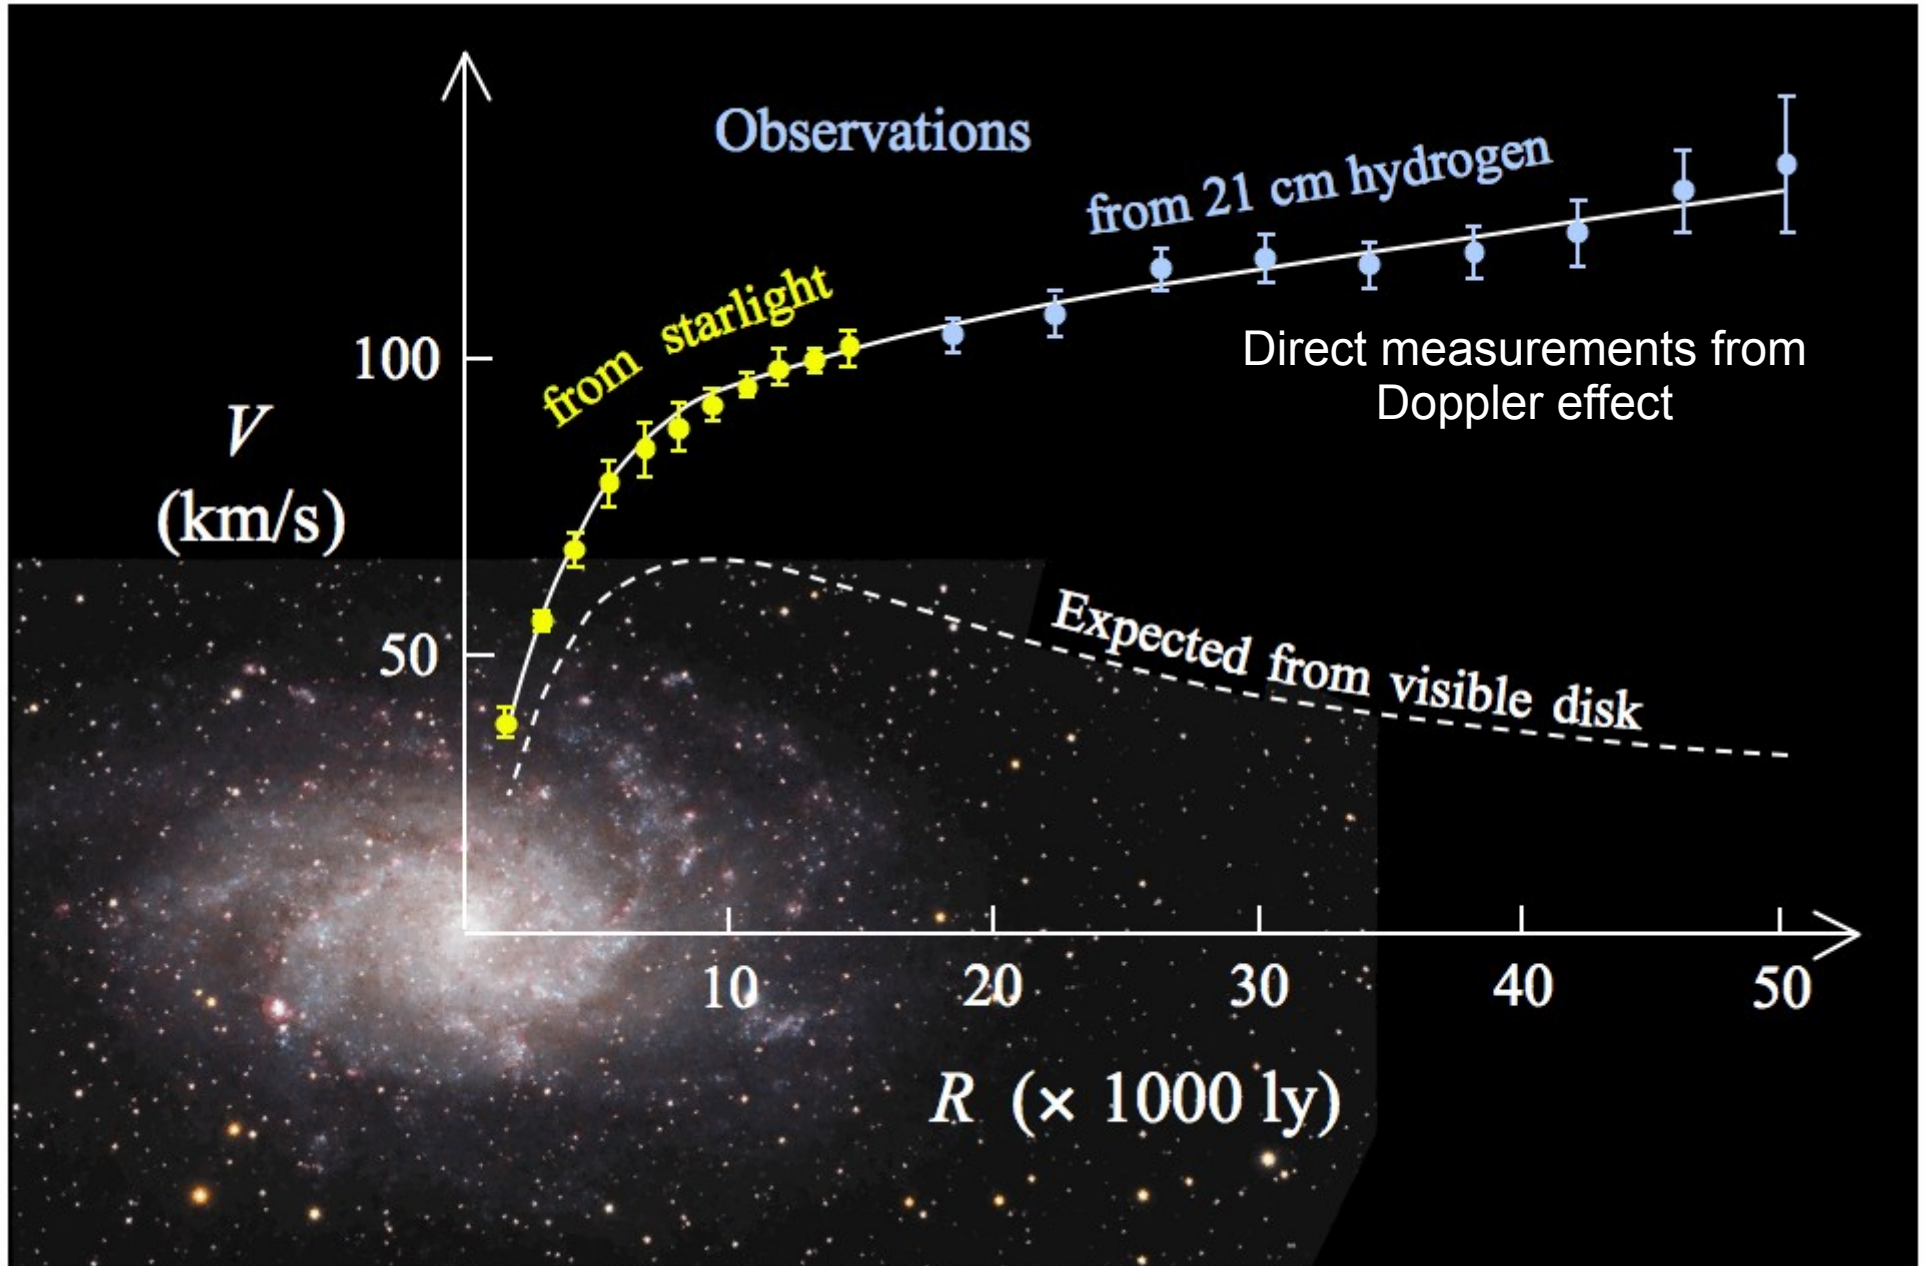 Observations
from 21 cm hydrogen
from starlight
100
Direct measurements from
Doppler effect
V
(km/s)
50
Expected from visible disk
10 20 30 40 50
R (× 1000 ly)